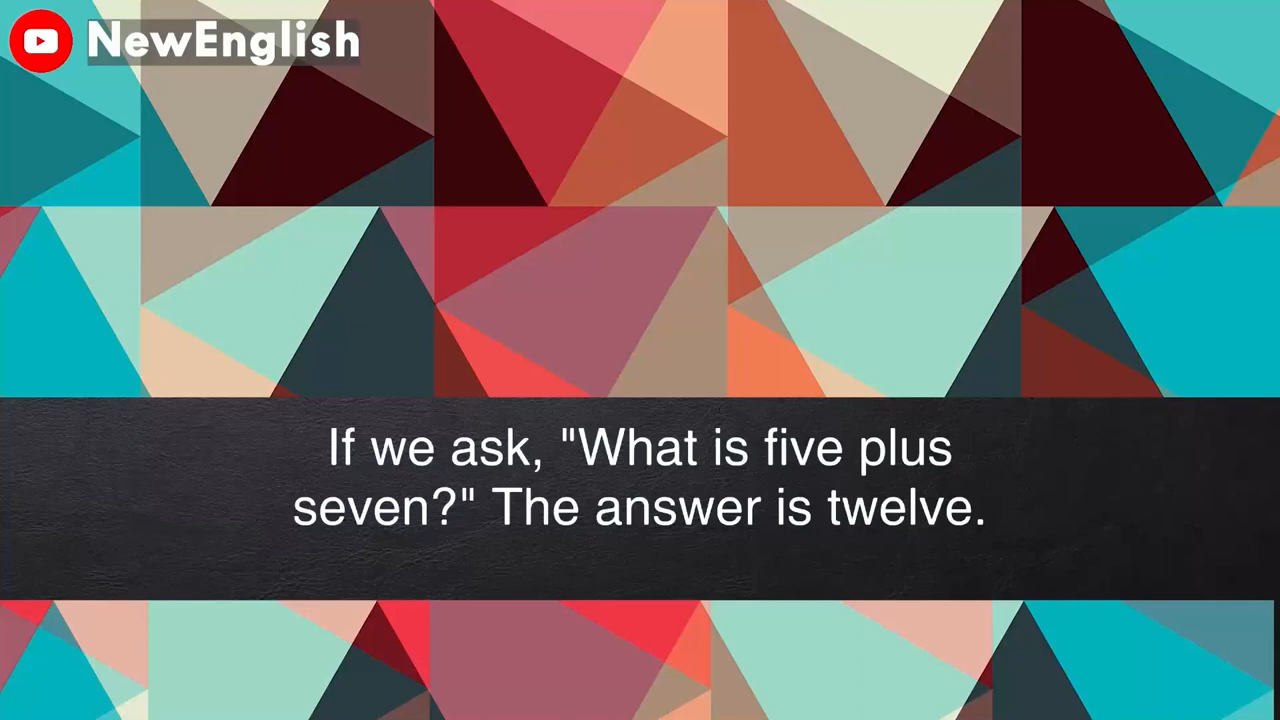 NewEnglish
If we ask, "What is five plus
seven?" The answer is twelve.